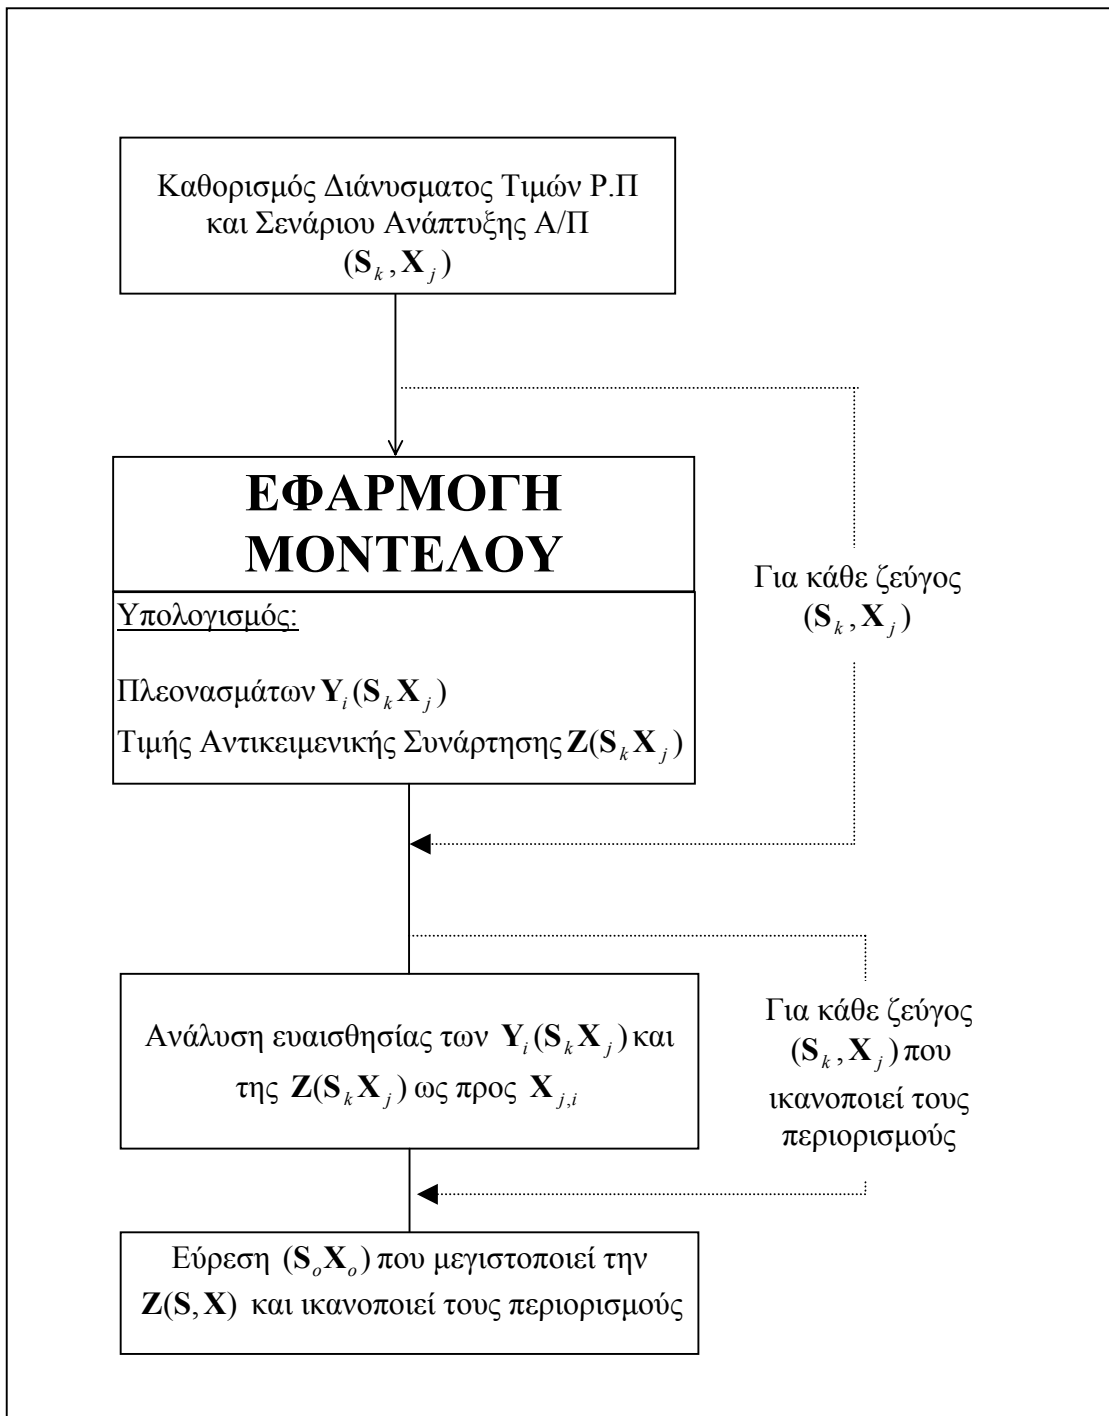 Καθορισμός Διάνυσματος Τιμών Ρ.Π
και Σενάριου Ανάπτυξης Α/Π
(S_k, X_j)
ΕΦΑΡΜΟΓΗ
ΜΟΝΤΕΛΟΥ
Υπολογισμός:
Πλεονασμάτων Y_i(S_k X_j)
Τιμής Αντικειμενικής Συνάρτησης Z(S_k X_j)
Για κάθε ζεύγος
(S_k, X_j)
Ανάλυση ευαισθησίας των Y_i(S_k X_j) και
της Z(S_k X_j) ως προς X_{j,i}
Για κάθε ζεύγος
(S_k, X_j) που
ικανοποιεί τους
περιορισμούς
Εύρεση (S_o X_o) που μεγιστοποιεί την
Z(S, X) και ικανοποιεί τους περιορισμούς